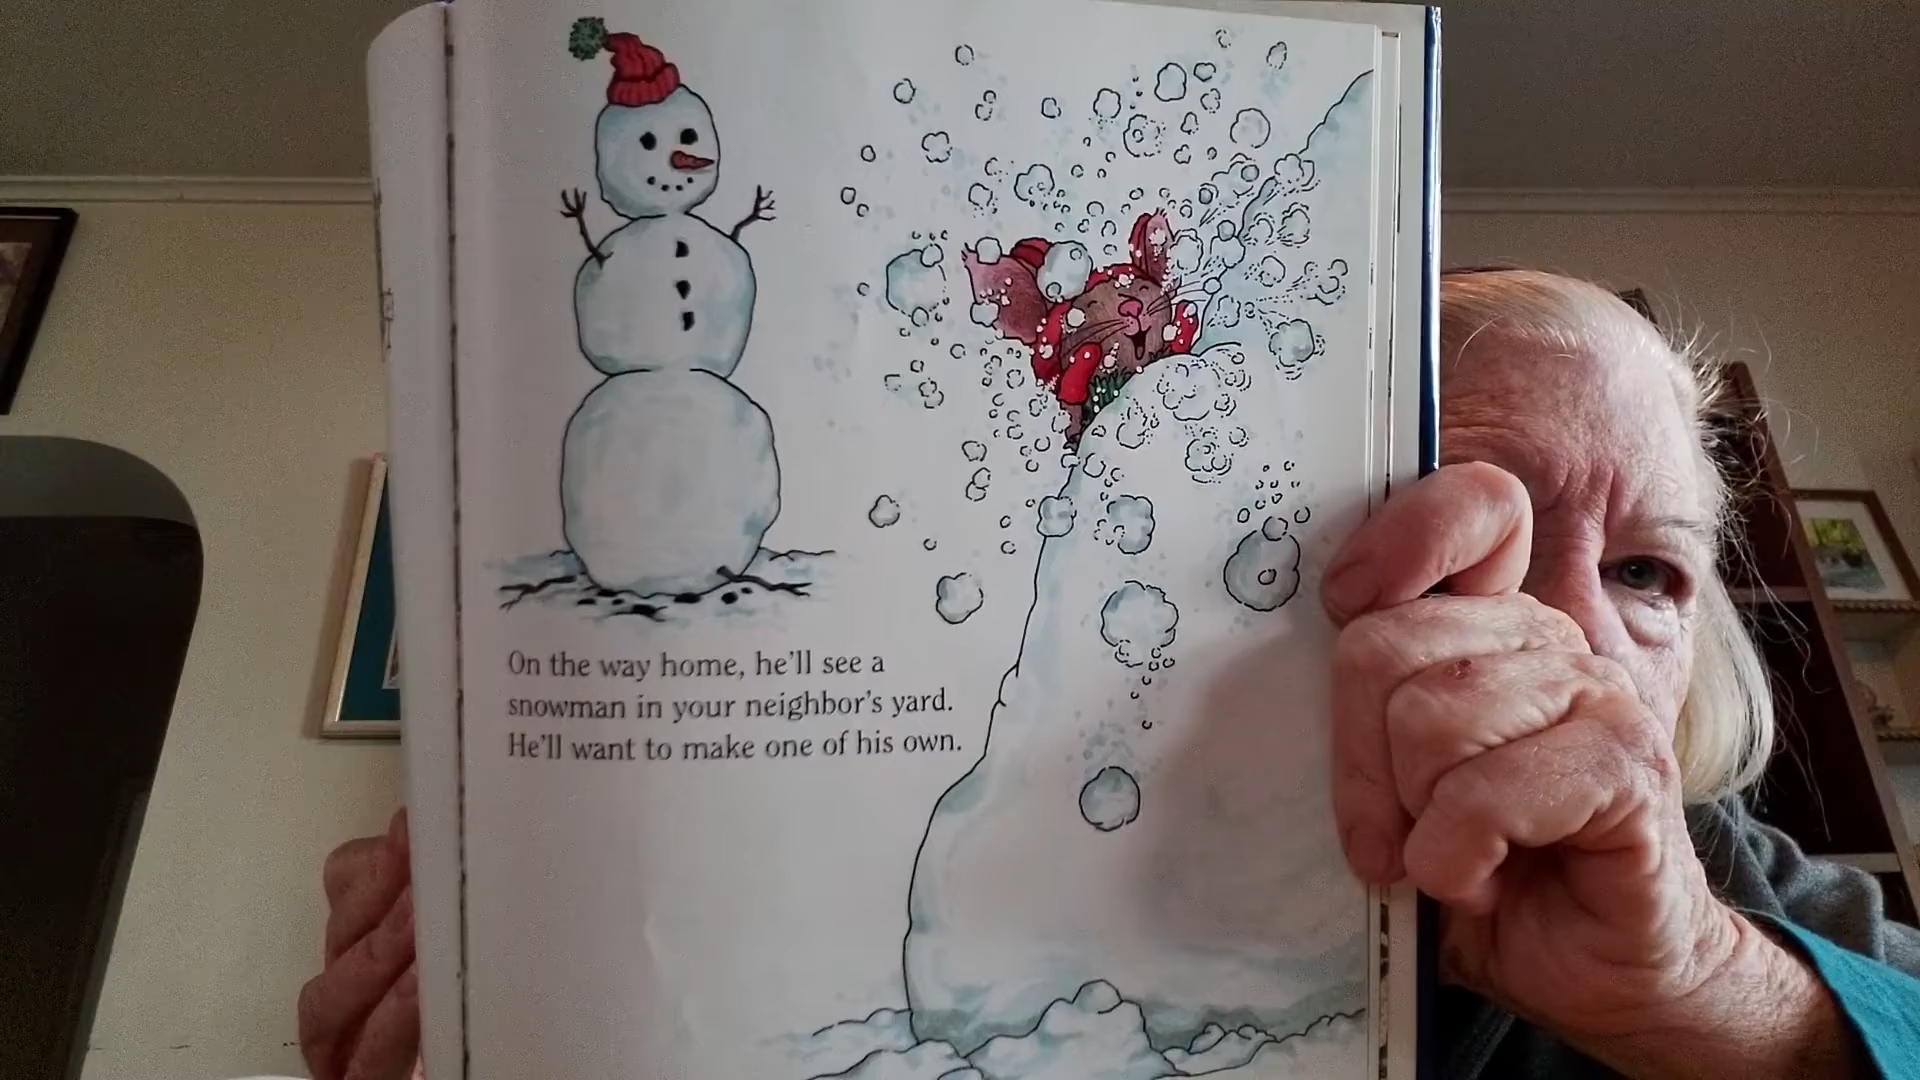 On the way home, he'll see a
snowman in your neighbor's yard.
He'll want to make one of his own.